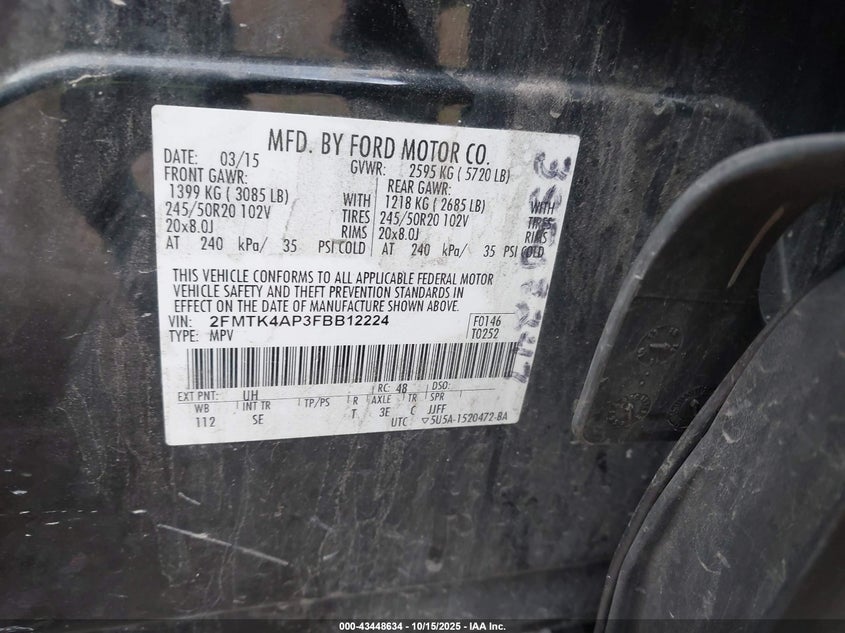 MFD. BY FORD MOTOR CO.
DATE: 03/15 GVWR: 2595 KG ( 5720 LB)
FRONT GAWR: REAR GAWR:
1399 KG ( 3085 LB) WITH 1218 KG ( 2685 LB) WITH
245/50R20 102V TIRES 245/50R20 102V TIRES
20x8.0J RIMS 20x8.0J RIMS
AT 240 kPa/ 35 PSI COLD AT 240 kPa/ 35 PSI COLD
THIS VEHICLE CONFORMS TO ALL APPLICABLE FEDERAL MOTOR
VEHICLE SAFETY AND THEFT PREVENTION STANDARDS IN
EFFECT ON THE DATE OF MANUFACTURE SHOWN ABOVE.
VIN: 2FMTK4AP3FBB12224 F0146
TYPE: MPV T0252
EXT PNT: UH RC: 48 DSO:
WB INT TR TP/PS R AXLE TR SPR
112 SE T 3E C JJFF
UTC ▽5U5A-1520472-BA
000-43448634 / 10/15/2025 - IAA Inc.